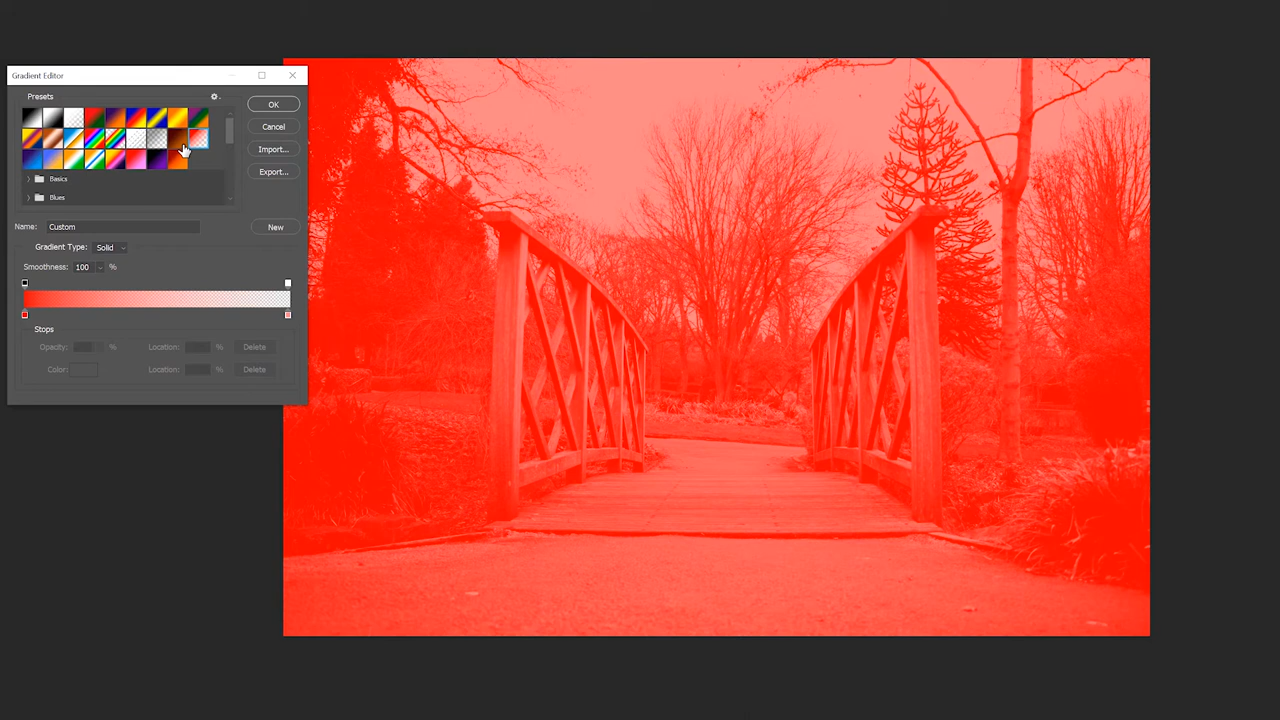 Gradient Editor
Presets
OK
Cancel
Import...
Export...
Basics
Blues
Name: Custom
New
Gradient Type: Solid
Smoothness: 100 %
Stops
Opacity: % Location: % Delete
Color: Location: % Delete